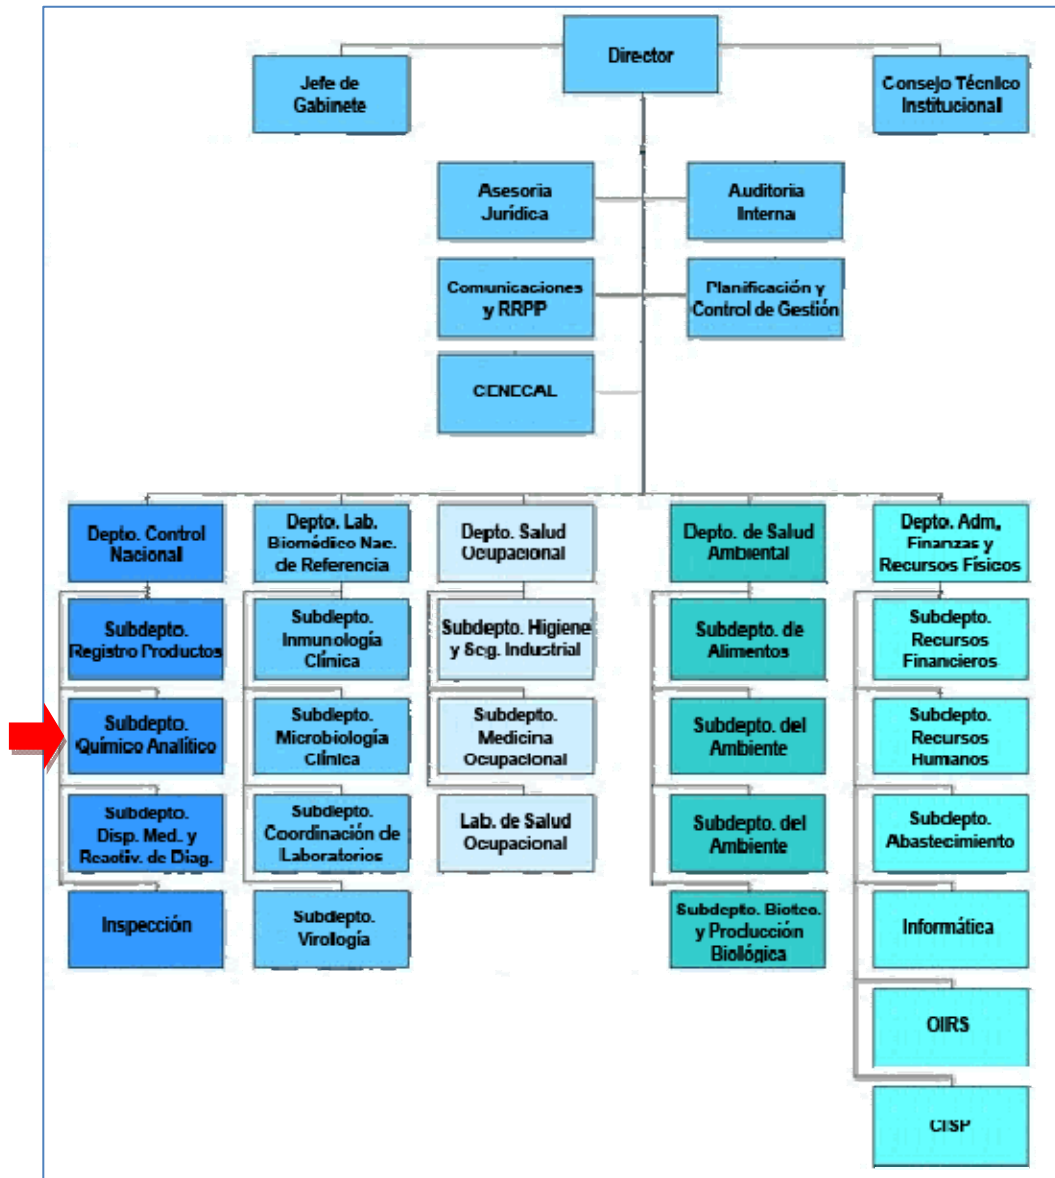 Director
Jefe de
Gabinete
Consejo Técnico
Institucional
Asesoria
Jurídica
Auditoria
Interna
Comunicaciones
y RRPP
Planificación y
Control de Gestión
CENECAL
Depto. Control
Nacional
Depto. Lab.
Biomédico Nac.
de Referencia
Depto. Salud
Ocupacional
Depto. de Salud
Ambiental
Depto. Adm,
Finanzas y
Recursos Físicos
Subdepto.
Registro Productos
Subdepto.
Inmunología
Clínica
Subdepto. Higiene
y Seg. Industrial
Subdepto. de
Alimentos
Subdepto.
Recursos
Financieros
Subdepto.
Químico Analítico
Subdepto.
Microbiología
Clínica
Subdepto.
Medicina
Ocupacional
Subdepto. del
Ambiente
Subdepto.
Recursos
Humanos
Subdepto.
Disp. Med. y
Reactiv. de Diag.
Subdepto.
Coordinación de
Laboratorios
Lab. de Salud
Ocupacional
Subdepto. del
Ambiente
Subdepto.
Abastecimiento
Inspección
Subdepto.
Virología
Subdepto. Biotec.
y Producción
Biológica
Informática
OIRS
CISP